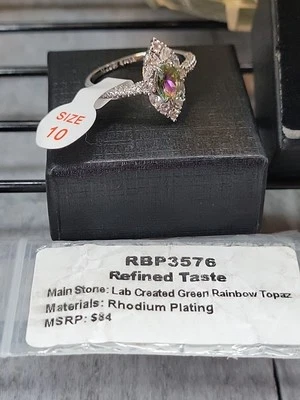 SIZE
10
RBP3576
Refined Taste
Main Stone: Lab Created Green Rainbow Topaz
Materials: Rhodium Plating
MSRP: $84